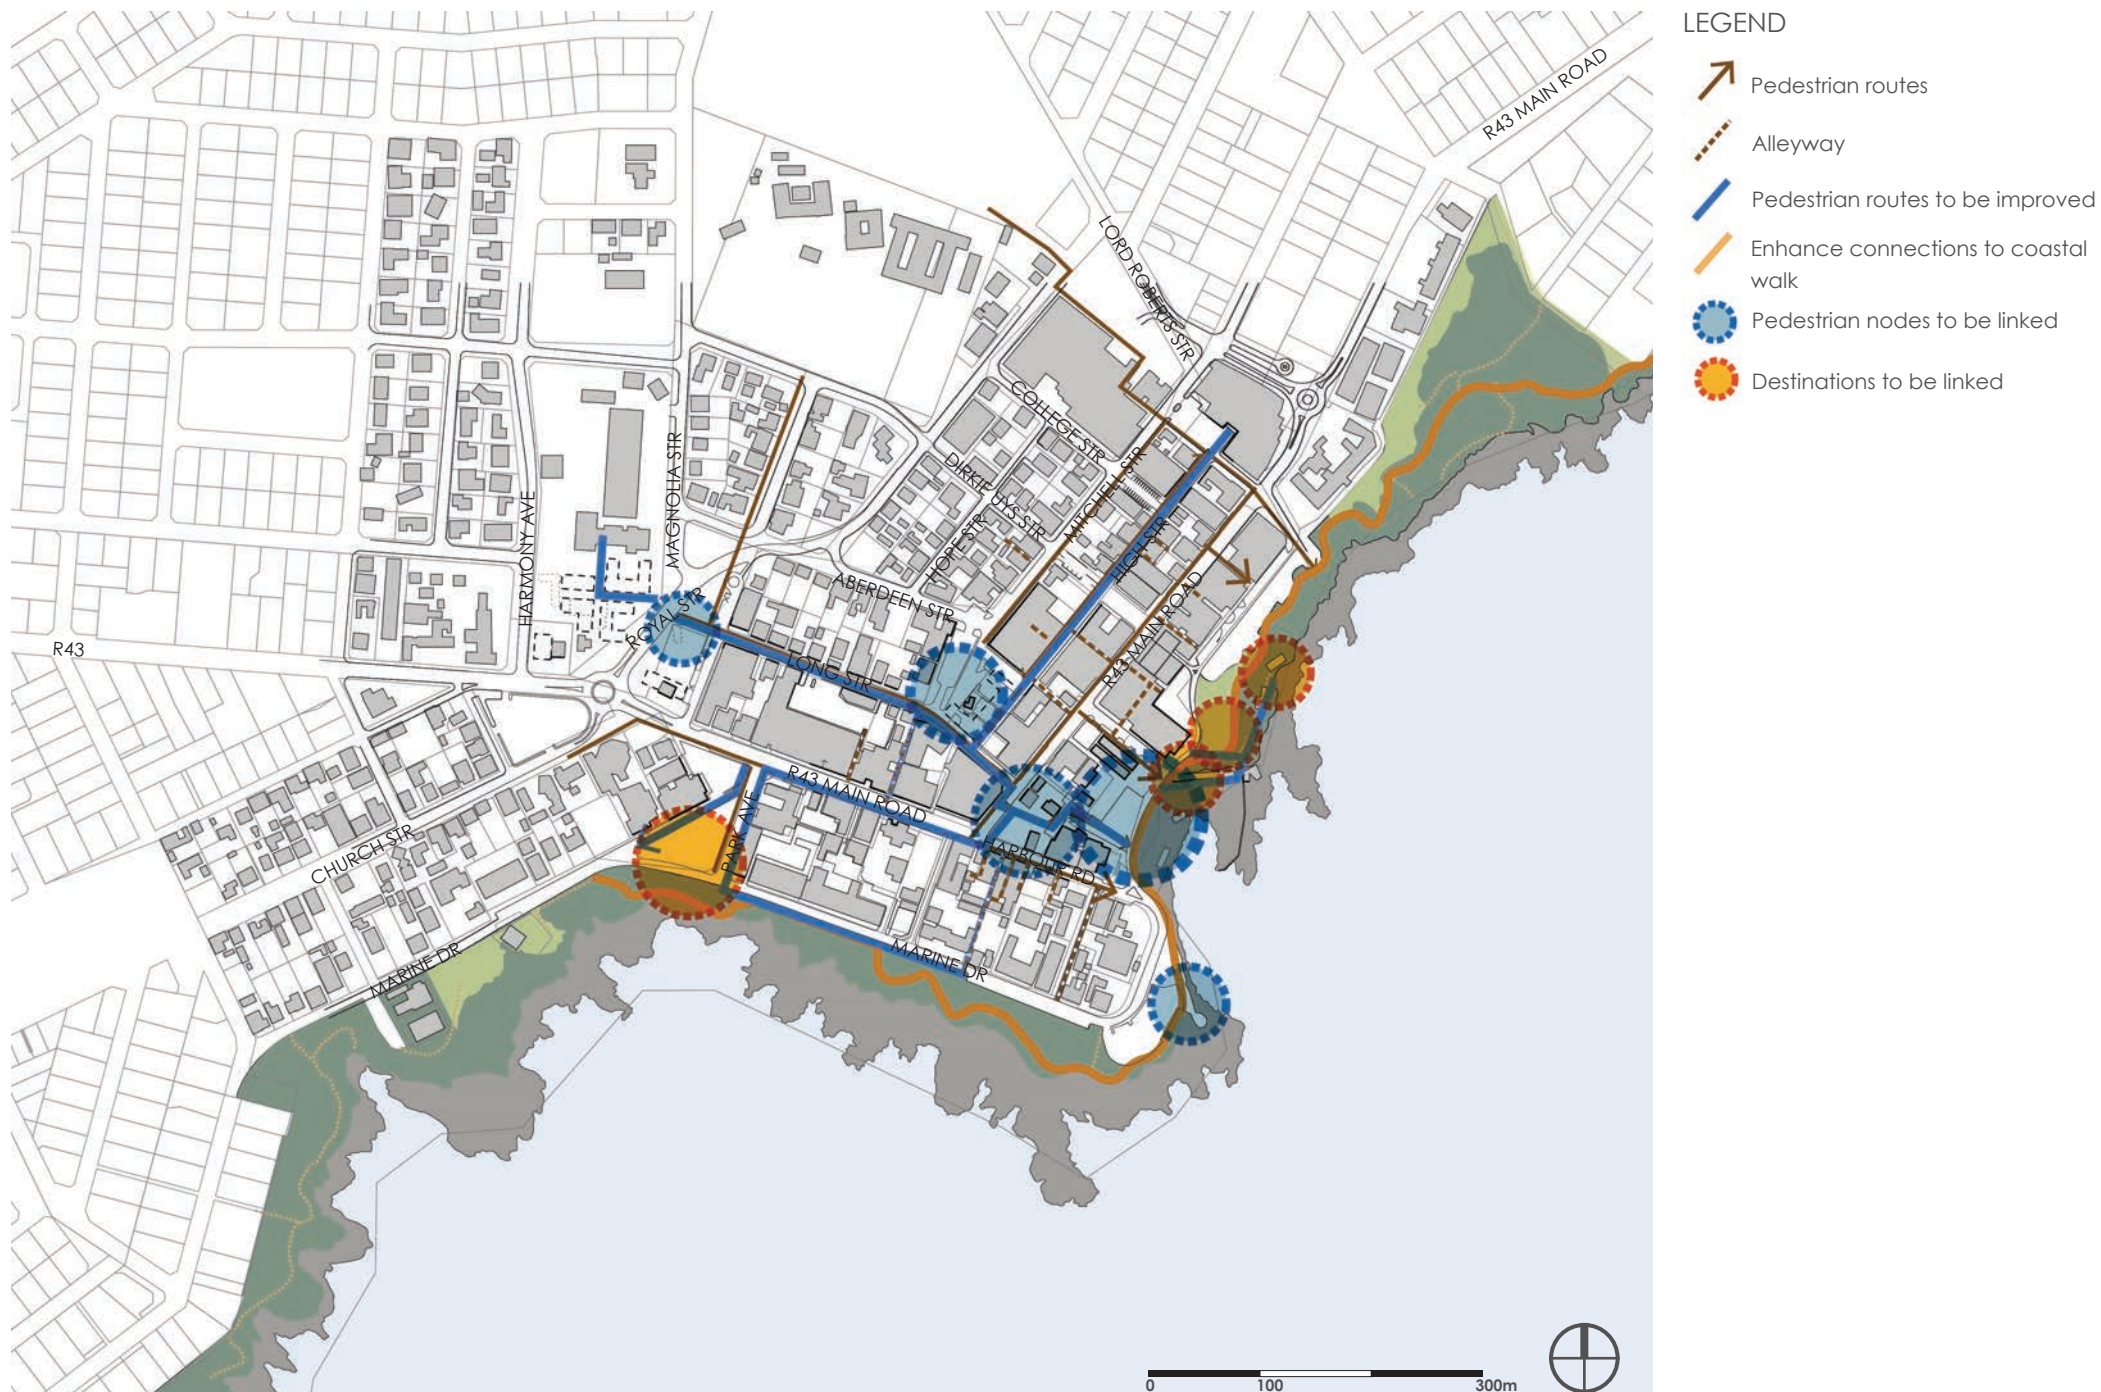 LEGEND
Pedestrian routes
Alleyway
Pedestrian routes to be improved
Enhance connections to coastal
walk
Pedestrian nodes to be linked
Destinations to be linked
R43 MAIN ROAD
LORD ROBERTS STR
COLLEGE STR
MAGNOLIA STR
DIRKIE UYS STR
MITCHEL STR
HARMONY AVE
HOPE STR
HIGH STR
ABERDEEN STR
ROYAL STR
R43 MAIN ROAD
R43
LONG STR
R43 MAIN ROAD
PARK AVE
CHURCH STR
HARBOUR RD
MARINE DR
MARINE DR
0 100 300m